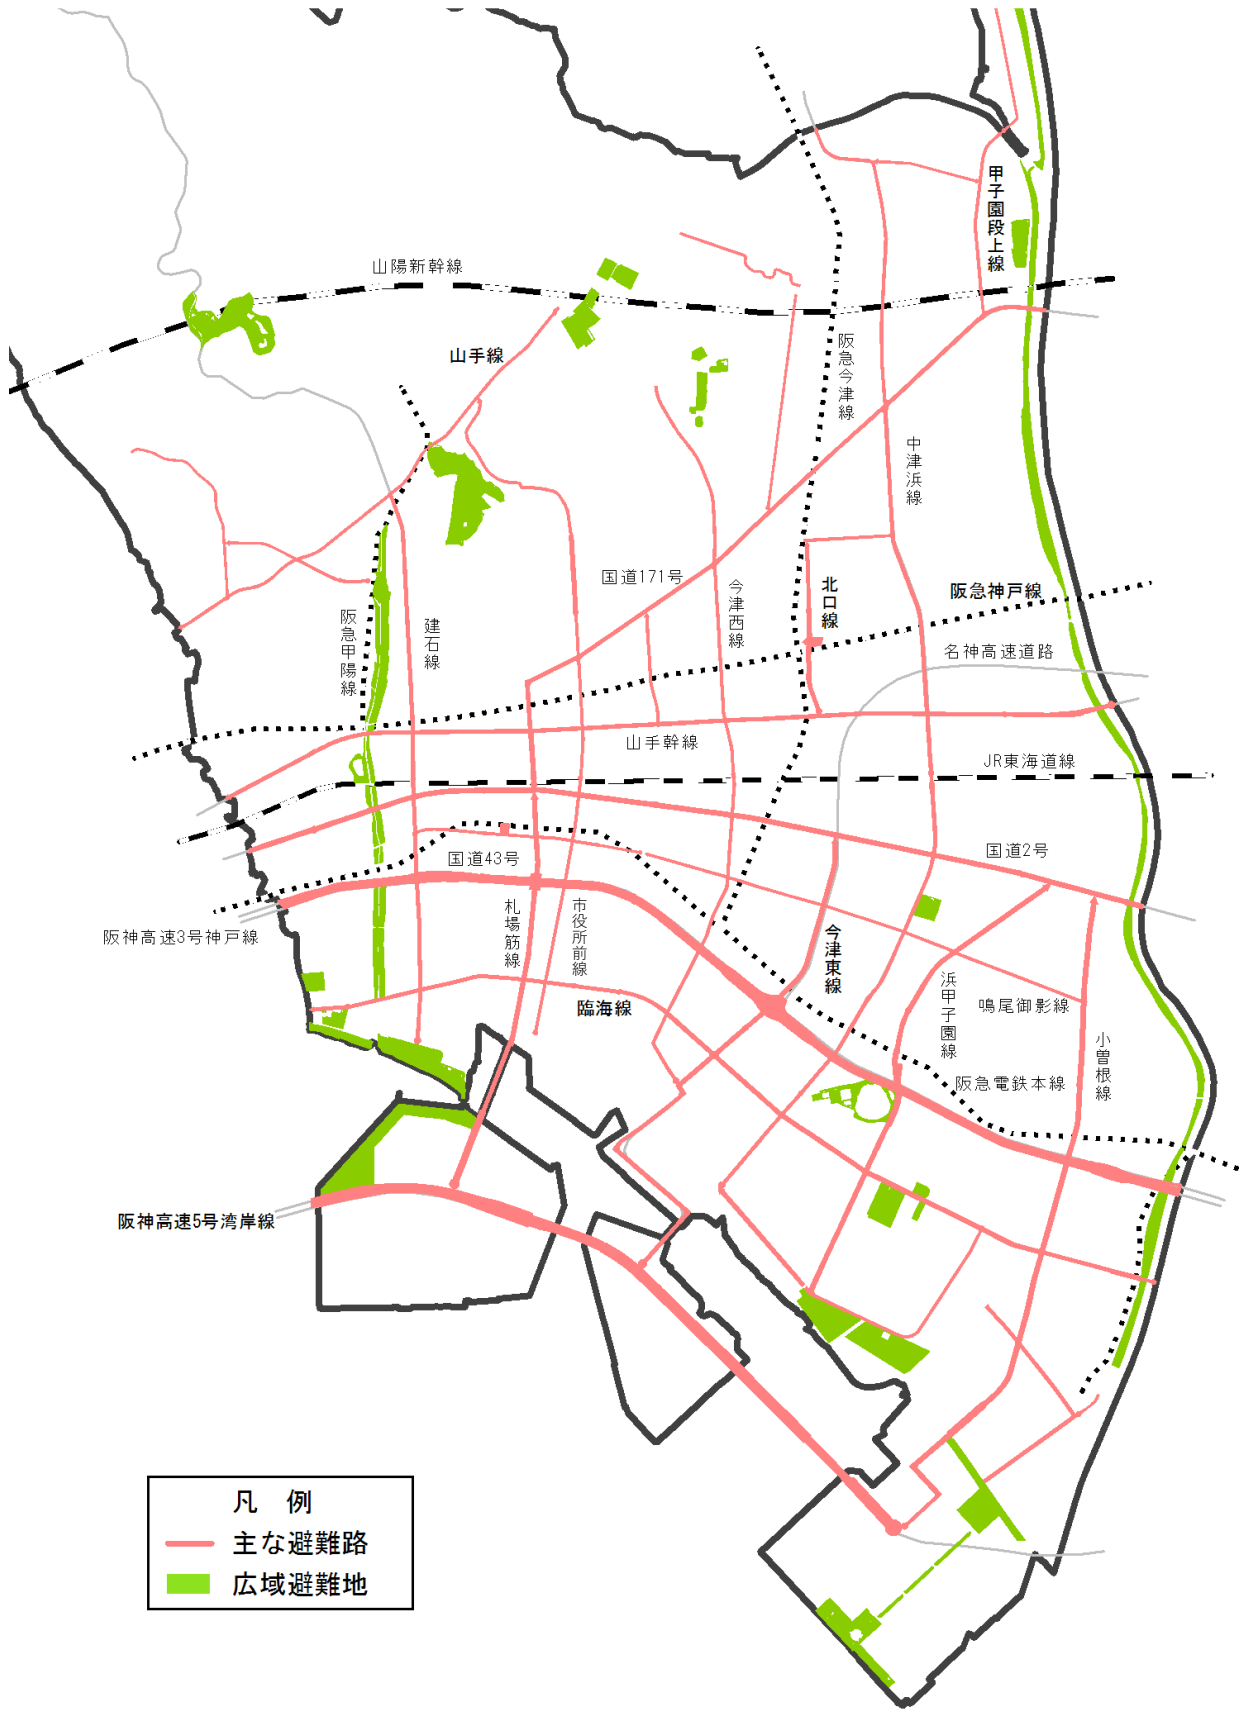 甲子園段上線
山陽新幹線
山手線
阪急今津線
中津浜線
国道171号
今津西線
北口線
阪急神戸線
阪急甲陽線
建石線
名神高速道路
山手幹線
JR東海道線
国道43号
国道2号
阪神高速3号神戸線
札場筋線
市役所前線
臨海線
今津東線
浜甲子園線
鳴尾御影線
小曽根線
阪急電鉄本線
阪神高速5号湾岸線
凡 例
主な避難路
広域避難地